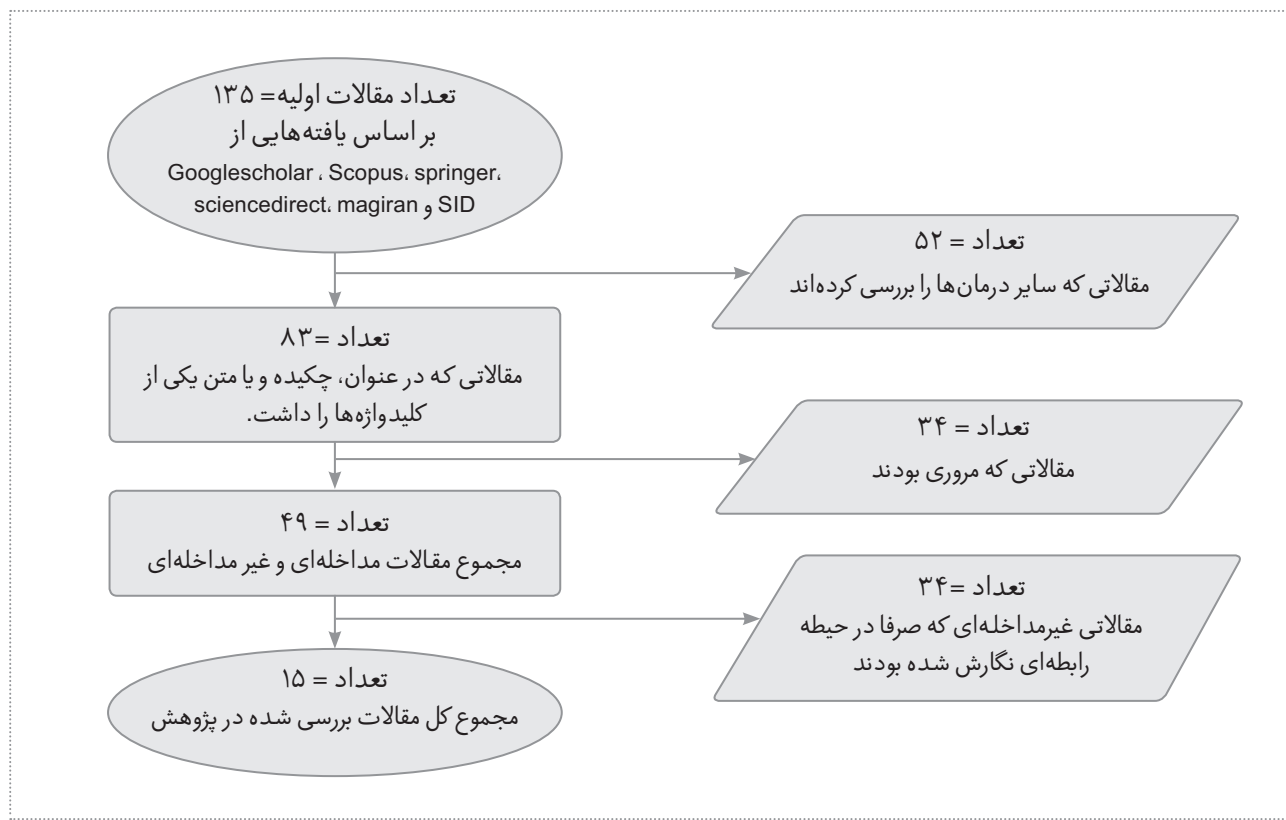 تعداد مقالات اولیه= ۱۳۵
بر اساس یافته‌هایی از
Googlescholar ، Scopus، springer،
sciencedirect، magiran و SID
تعداد = ۵۲
مقالاتی که سایر درمان‌ها را بررسی کرده‌اند
تعداد =۸۳
مقالاتی که در عنوان، چکیده و یا متن یکی از
کلیدواژه‌ها را داشت.
تعداد = ۳۴
مقالاتی که مروری بودند
تعداد = ۴۹
مجموع مقالات مداخله‌ای و غیر مداخله‌ای
تعداد =۳۴
مقالاتی غیرمداخله‌ای که صرفا در حیطه
رابطه‌ای نگارش شده بودند
تعداد = ۱۵
مجموع کل مقالات بررسی شده در پژوهش